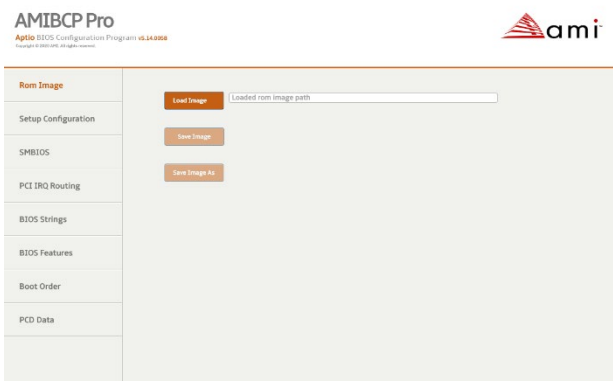 AMIBCP Pro
Aptio BIOS Configuration Program v5.14.0008
ami
Rom Image
Load Image
Loaded rom image path
Setup Configuration
Save Image
SMBIOS
Save Image As
PCI IRQ Routing
BIOS Strings
BIOS Features
Boot Order
PCD Data